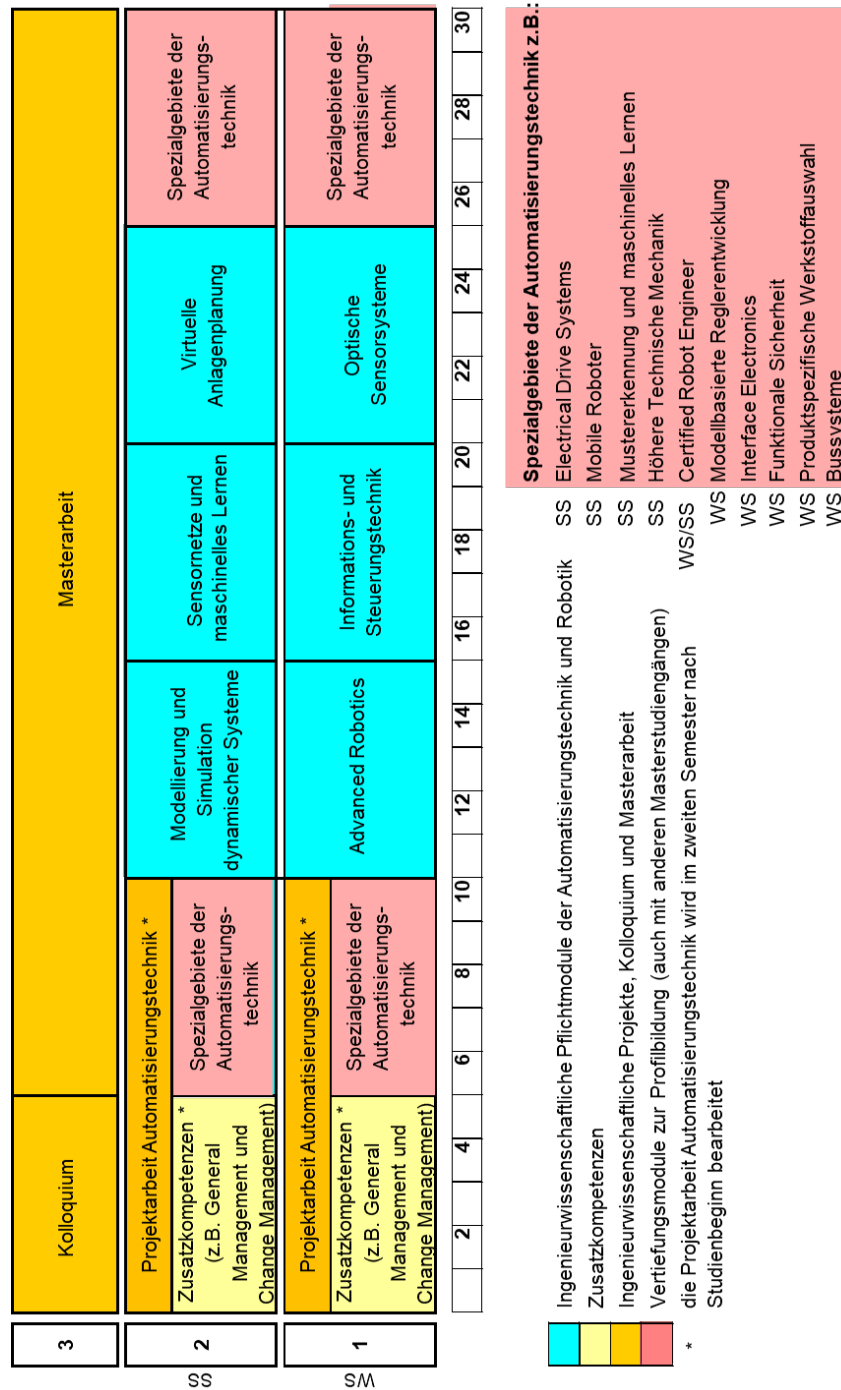 3
Kolloquium
Masterarbeit
SS
2
Projektarbeit Automatisierungstechnik *
Zusatzkompetenzen *
(z.B. General
Management und
Change Management)
Spezialgebiete der
Automatisierungs-
technik
Modellierung und
Simulation
dynamischer Systeme
Sensornetze und
maschinelles Lernen
Virtuelle
Anlagenplanung
Spezialgebiete der
Automatisierungs-
technik
WS
1
Projektarbeit Automatisierungstechnik *
Zusatzkompetenzen *
(z.B. General
Management und
Change Management)
Spezialgebiete der
Automatisierungs-
technik
Advanced Robotics
Informations- und
Steuerungstechnik
Optische
Sensorsysteme
Spezialgebiete der
Automatisierungs-
technik
2 4 6 8 10 12 14 16 18 20 22 24 26 28 30
Ingenieurwissenschaftliche Pflichtmodule der Automatisierungstechnik und Robotik
Zusatzkompetenzen
Ingenieurwissenschaftliche Projekte, Kolloquium und Masterarbeit
Vertiefungsmodule zur Profilbildung (auch mit anderen Masterstudiengängen)
* die Projektarbeit Automatisierungstechnik wird im zweiten Semester nach
Studienbeginn bearbeitet
Spezialgebiete der Automatisierungstechnik z.B.:
SS Electrical Drive Systems
SS Mobile Roboter
SS Mustererkennung und maschinelles Lernen
SS Höhere Technische Mechanik
WS/SS Certified Robot Engineer
WS Modellbasierte Reglerentwicklung
WS Interface Electronics
WS Funktionale Sicherheit
WS Produktspezifische Werkstoffauswahl
WS Bussysteme